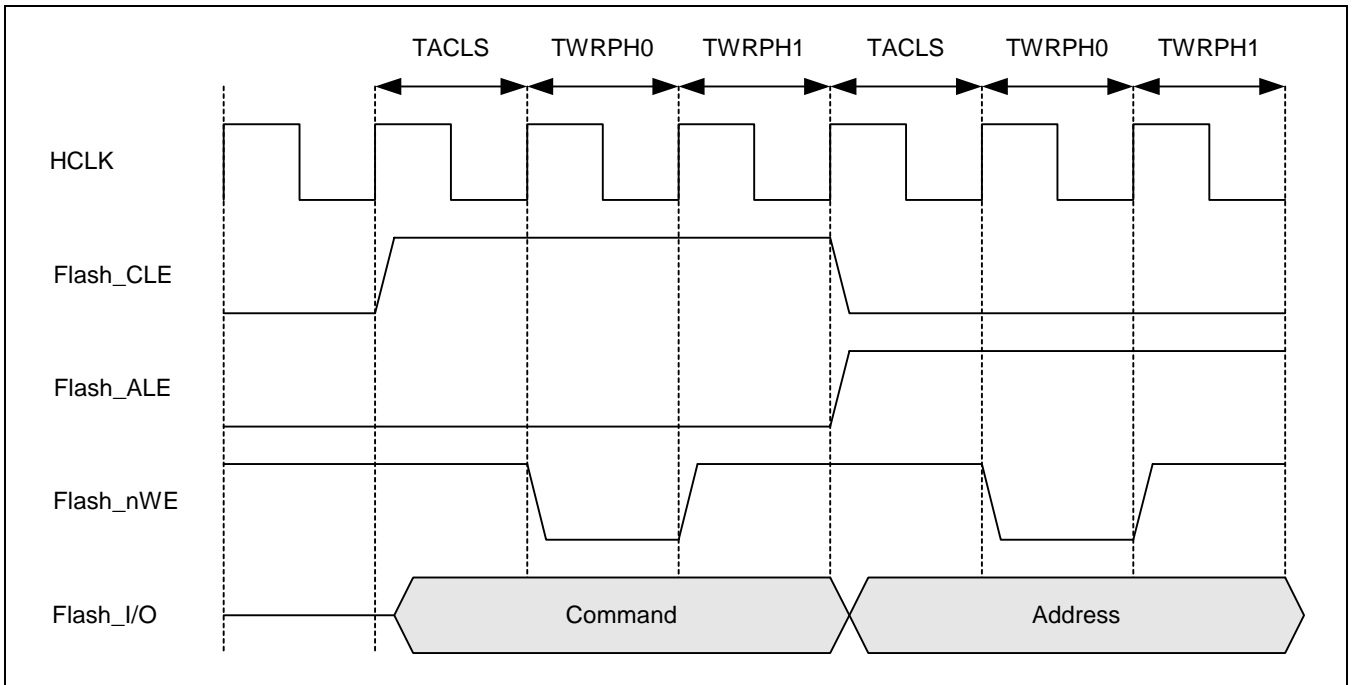 TACLS TWRPH0 TWRPH1 TACLS TWRPH0 TWRPH1
HCLK
Flash_CLE
Flash_ALE
Flash_nWE
Flash_I/O Command Address